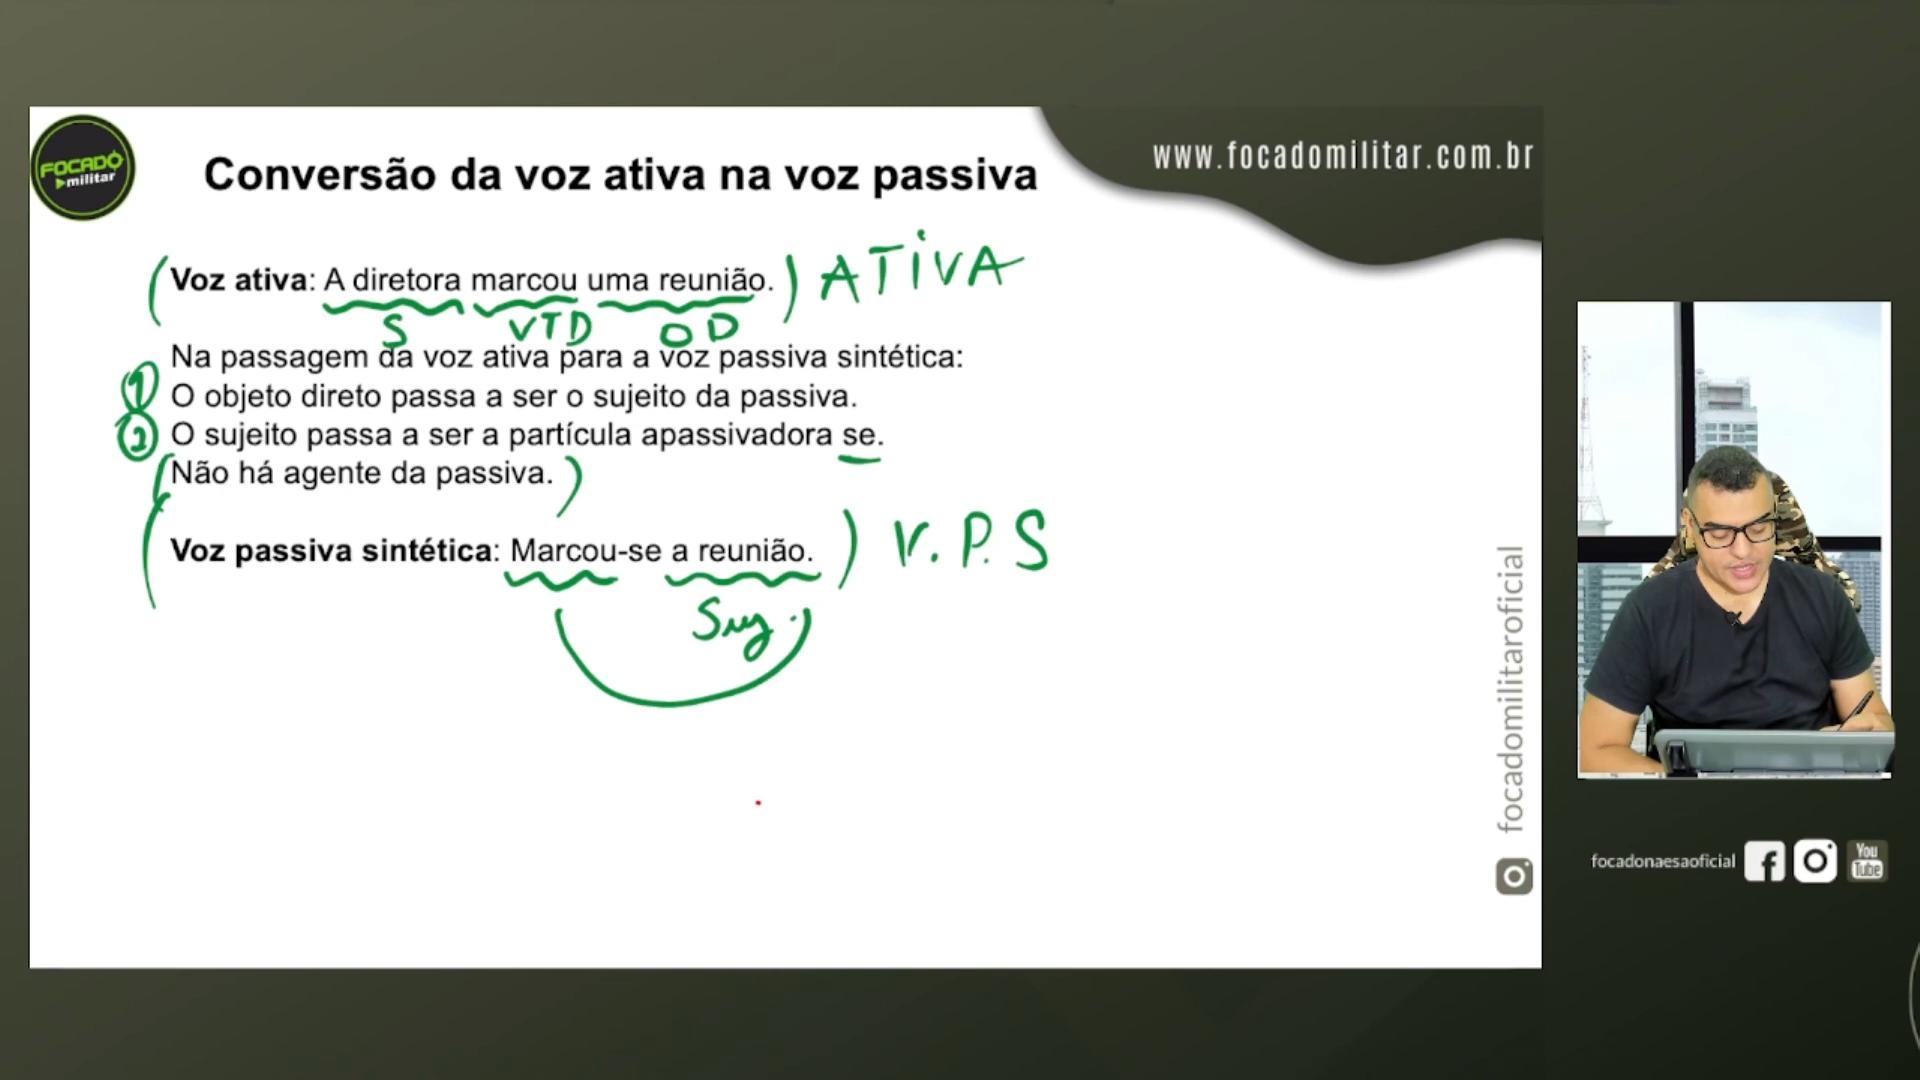 FOCADO
militar
Conversão da voz ativa na voz passiva
www.focadomilitar.com.br
(Voz ativa: A diretora marcou uma reunião.) ATIVA
S VTD OD
Na passagem da voz ativa para a voz passiva sintética:
1 O objeto direto passa a ser o sujeito da passiva.
2 O sujeito passa a ser a partícula apassivadora se.
(Não há agente da passiva.)
(Voz passiva sintética: Marcou-se a reunião.) V.P.S
Suj.
focadomilitaroficial
focadonaesaoficial
You
Tube